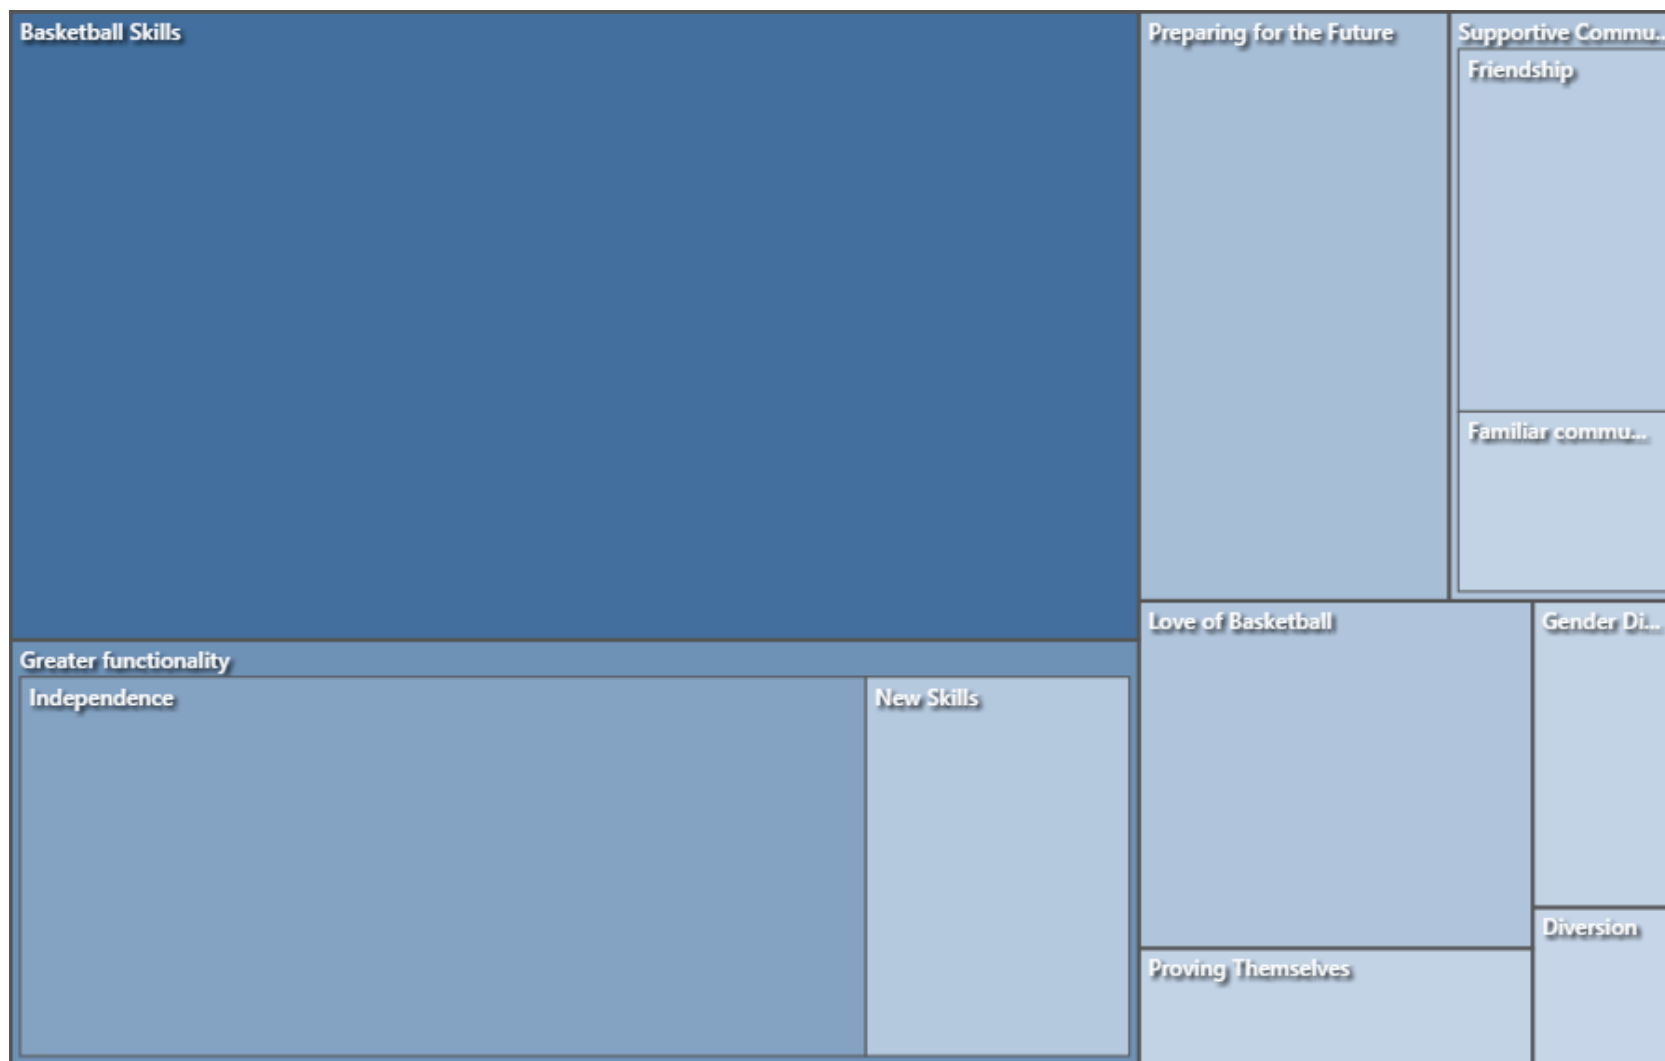 Basketball Skills
Preparing for the Future
Supportive Commu...
Friendship
Familiar commu...
Greater functionality
Independence
New Skills
Love of Basketball
Gender Di...
Diversion
Proving Themselves